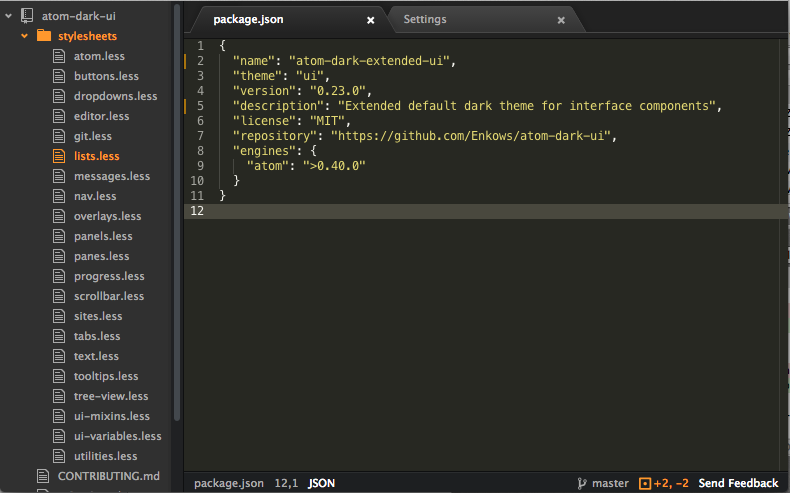 atom-dark-ui
stylesheets
atom.less
buttons.less
dropdowns.less
editor.less
git.less
lists.less
messages.less
nav.less
overlays.less
panels.less
panes.less
progress.less
scrollbar.less
sites.less
tabs.less
text.less
tooltips.less
tree-view.less
ui-mixins.less
ui-variables.less
utilities.less
CONTRIBUTING.md
package.json Settings
1 {
2 "name": "atom-dark-extended-ui",
3 "theme": "ui",
4 "version": "0.23.0",
5 "description": "Extended default dark theme for interface components",
6 "license": "MIT",
7 "repository": "https://github.com/Enkows/atom-dark-ui",
8 "engines": {
9 "atom": ">0.40.0"
10 }
11 }
12
package.json 12,1 JSON master +2, -2 Send Feedback